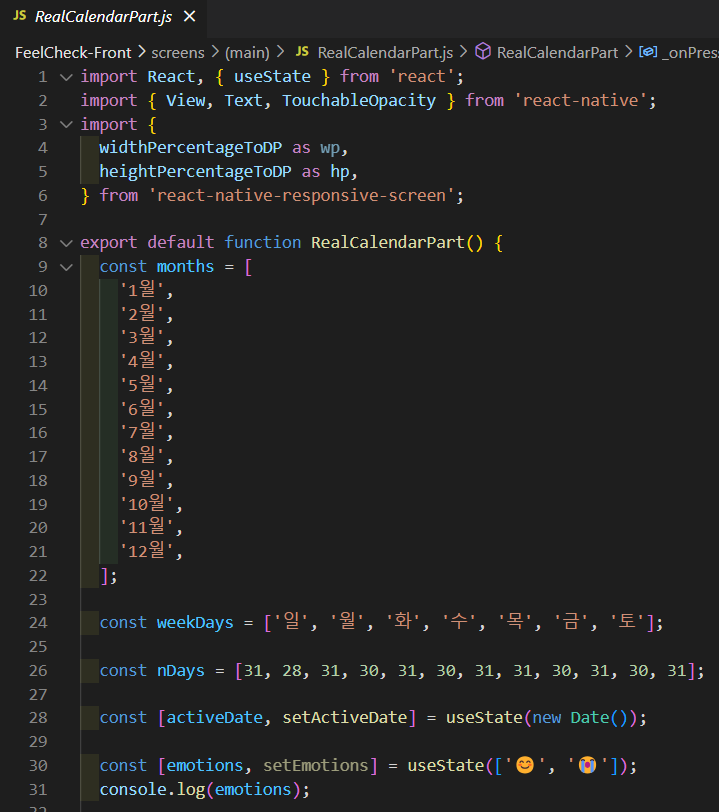 JS RealCalendarPart.js ×
FeelCheck-Front > screens > (main) > JS RealCalendarPart.js > RealCalendarPart > _onPres
1 import React, { useState } from 'react';
2 import { View, Text, TouchableOpacity } from 'react-native';
3 import {
4 widthPercentageToDP as wp,
5 heightPercentageToDP as hp,
6 } from 'react-native-responsive-screen';
7
8 export default function RealCalendarPart() {
9 const months = [
10 '1월',
11 '2월',
12 '3월',
13 '4월',
14 '5월',
15 '6월',
16 '7월',
17 '8월',
18 '9월',
19 '10월',
20 '11월',
21 '12월',
22 ];
23
24 const weekDays = ['일', '월', '화', '수', '목', '금', '토'];
25
26 const nDays = [31, 28, 31, 30, 31, 30, 31, 31, 30, 31, 30, 31];
27
28 const [activeDate, setActiveDate] = useState(new Date());
29
30 const [emotions, setEmotions] = useState(['😊', '😭']);
31 console.log(emotions);